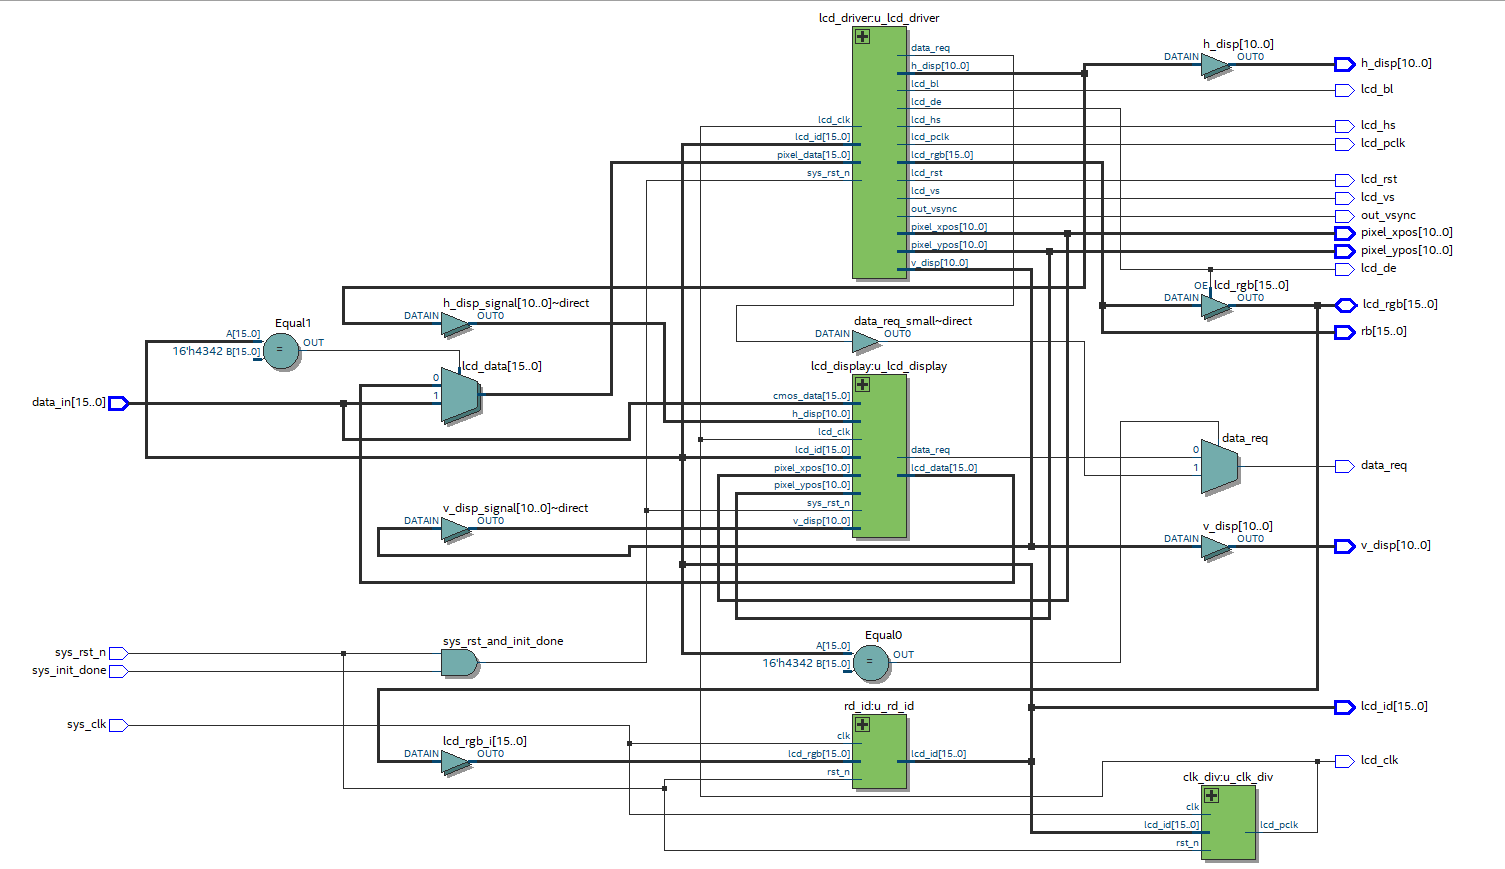 lcd_driver:u_lcd_driver
data_req
h_disp[10..0]
lcd_bl
lcd_de
lcd_hs
lcd_pclk
lcd_rgb[15..0]
lcd_rst
lcd_vs
out_vsync
pixel_xpos[10..0]
pixel_ypos[10..0]
v_disp[10..0]
lcd_clk
lcd_id[15..0]
pixel_data[15..0]
sys_rst_n
h_disp[10..0]
DATAIN
OUT0
h_disp[10..0]
lcd_bl
lcd_hs
lcd_pclk
lcd_rst
lcd_vs
out_vsync
pixel_xpos[10..0]
pixel_ypos[10..0]
lcd_de
OE
lcd_rgb[15..0]
DATAIN
OUT0
lcd_rgb[15..0]
rb[15..0]
h_disp_signal[10..0]~direct
DATAIN
OUT0
Equal1
A[15..0]
16'h4342 B[15..0]
=
OUT
lcd_data[15..0]
0
1
data_in[15..0]
data_req_small~direct
DATAIN
OUT0
lcd_display:u_lcd_display
cmos_data[15..0]
h_disp[10..0]
lcd_clk
lcd_id[15..0]
pixel_xpos[10..0]
pixel_ypos[10..0]
sys_rst_n
v_disp[10..0]
data_req
lcd_data[15..0]
data_req
0
1
data_req
v_disp_signal[10..0]~direct
DATAIN
OUT0
v_disp[10..0]
DATAIN
OUT0
v_disp[10..0]
sys_rst_n
sys_init_done
sys_rst_and_init_done
Equal0
A[15..0]
16'h4342 B[15..0]
=
OUT
sys_clk
lcd_rgb_i[15..0]
DATAIN
OUT0
rd_id:u_rd_id
clk
lcd_rgb[15..0]
rst_n
lcd_id[15..0]
lcd_id[15..0]
lcd_clk
clk_div:u_clk_div
clk
lcd_id[15..0]
rst_n
lcd_pclk